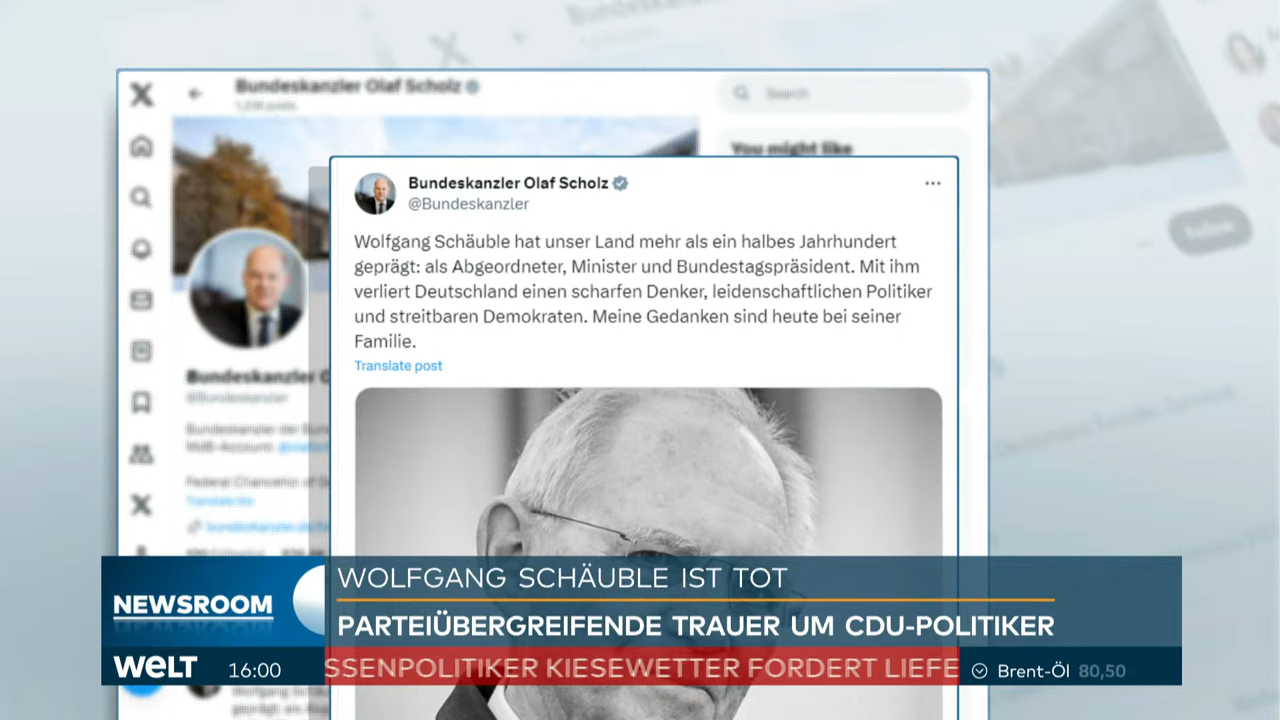 Bundeskanzler Olaf Scholz
Search
You might like
Bundeskanzler Olaf Scholz
@Bundeskanzler
Wolfgang Schäuble hat unser Land mehr als ein halbes Jahrhundert
geprägt: als Abgeordneter, Minister und Bundestagspräsident. Mit ihm
verliert Deutschland einen scharfen Denker, leidenschaftlichen Politiker
und streitbaren Demokraten. Meine Gedanken sind heute bei seiner
Familie.
Translate post
Bundeskanzler
@Bundeskanzler
NEWSROOM
WOLFGANG SCHÄUBLE IST TOT
PARTEIÜBERGREIFENDE TRAUER UM CDU-POLITIKER
WELT 16:00 SSENPOLITIKER KIESEWETTER FORDERT LIEFE Brent-Öl 80,50